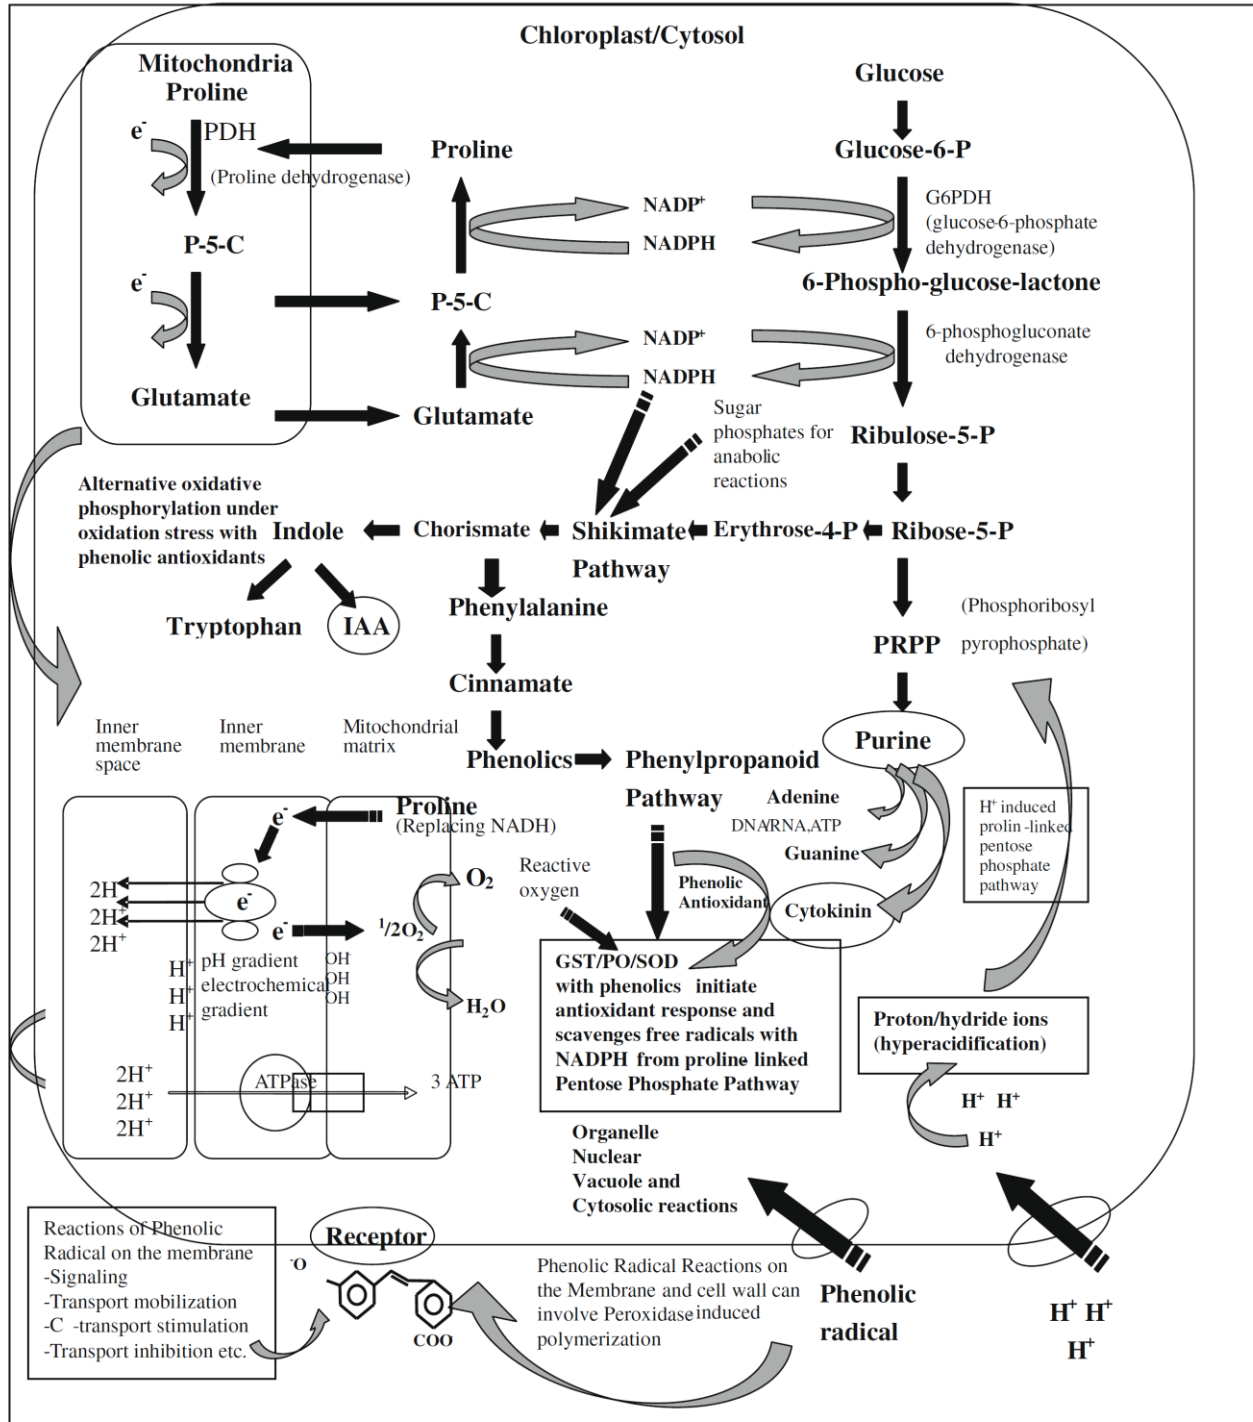 Chloroplast/Cytosol
Mitochondria
Proline
e-
PDH
(Proline dehydrogenase)
P-5-C
e-
Glutamate
Proline
P-5-C
Glutamate
NADP+
NADPH
NADP+
NADPH
Glucose
Glucose-6-P
G6PDH
(glucose-6-phosphate
dehydrogenase)
6-Phospho-glucose-lactone
6-phosphogluconate
dehydrogenase
Ribulose-5-P
Sugar
phosphates for
anabolic
reactions
Alternative oxidative
phosphorylation under
oxidation stress with
phenolic antioxidants
Indole
Chorismate
Shikimate
Pathway
Erythrose-4-P
Ribose-5-P
Tryptophan
IAA
Phenylalanine
Cinnamate
Phenolics
Phenylpropanoid
Pathway
(Phosphoribosyl
pyrophosphate)
PRPP
Purine
Adenine
DNA/RNA,ATP
Guanine
Cytokinin
H+ induced
prolin-linked
pentose
phosphate
pathway
Inner
membrane
space
Inner
membrane
Mitochondrial
matrix
Proline
(Replacing NADH)
e-
e-
e-
2H+
2H+
2H+
1/2O2
O2
H2O
H+
H+
H+
pH gradient
electrochemical
gradient
OH
OH
OH
2H+
2H+
2H+
ATPase
3 ATP
Reactive
oxygen
Phenolic
Antioxidant
GST/PO/SOD
with phenolics initiate
antioxidant response and
scavenges free radicals with
NADPH from proline-linked
Pentose Phosphate Pathway
Proton/hydride ions
(hyperacidification)
H+ H+
H+
Organelle
Nuclear
Vacuole and
Cytosolic reactions
Reactions of Phenolic
Radical on the membrane
-Signaling
-Transport mobilization
-C -transport stimulation
-Transport inhibition etc.
Receptor
-O
COO
Phenolic Radical Reactions on
the Membrane and cell wall can
involve Peroxidase induced
polymerization
Phenolic
radical
H+ H+
H+